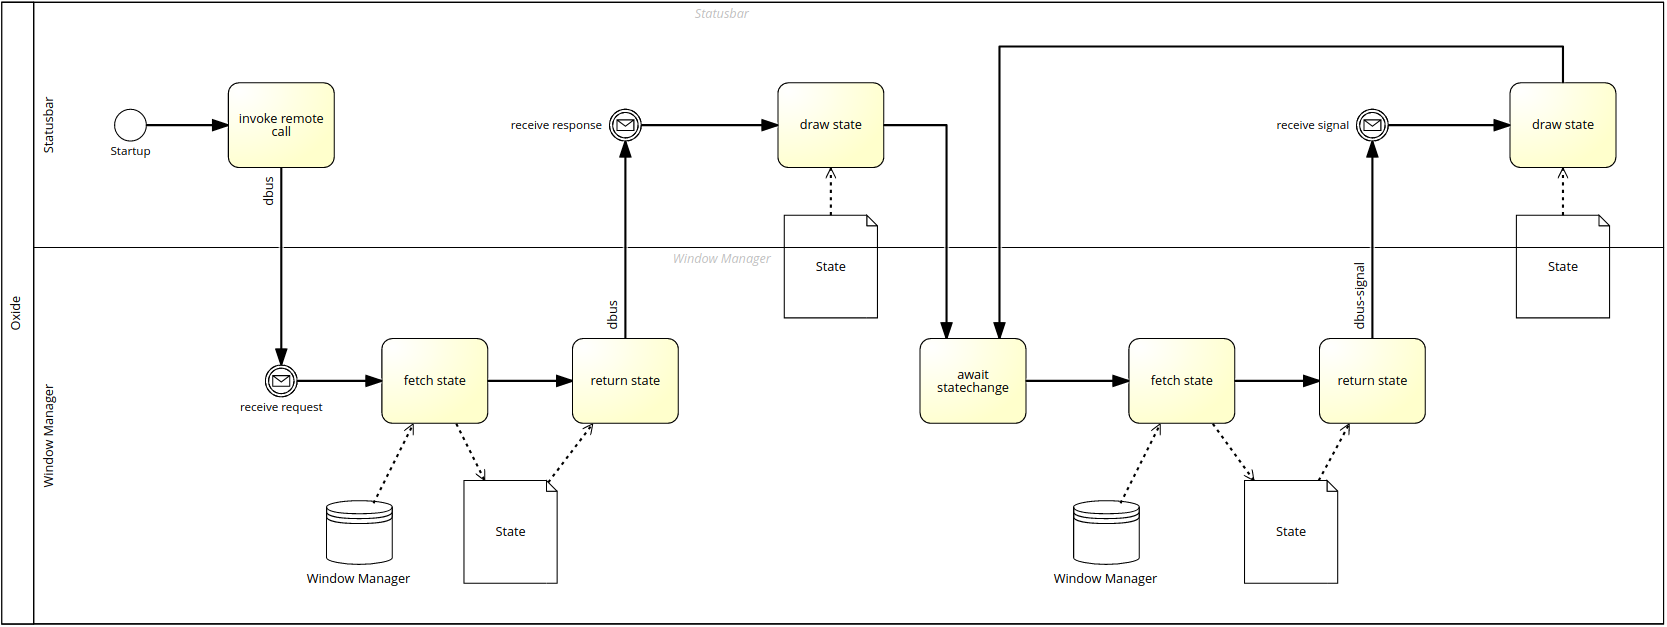 Statusbar
Oxide
Statusbar
Startup
invoke remote
call
dbus
receive response
draw state
receive signal
draw state
State
State
Window Manager
Window Manager
dbus
dbus-signal
receive request
fetch state
return state
await
statechange
fetch state
return state
Window Manager
State
Window Manager
State